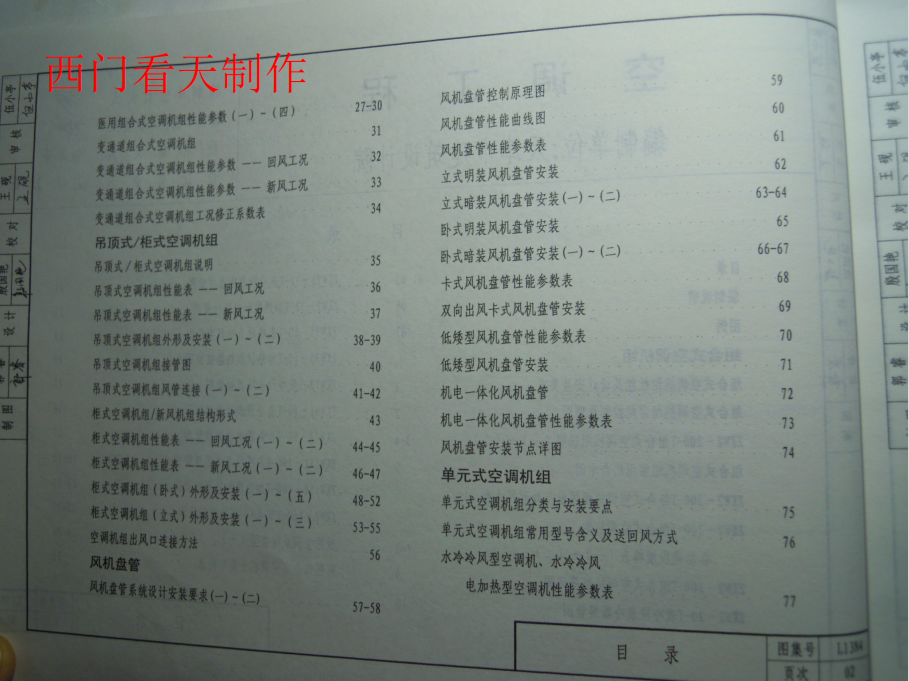 西门看天制作
医用组合式空调机组性能参数(一)~(四) 27-30
变通道组合式空调机组 31
变通道组合式空调机组性能参数 —— 回风工况 32
变通道组合式空调机组性能参数 —— 新风工况 33
变通道组合式空调机组工况修正系数表 34
吊顶式/柜式空调机组
吊顶式/柜式空调机组说明 35
吊顶式空调机组性能表 —— 回风工况 36
吊顶式空调机组性能表 —— 新风工况 37
吊顶式空调机组外形及安装(一)~(二) 38-39
吊顶式空调机组接管图 40
吊顶式空调机组风管连接(一)~(二) 41-42
柜式空调机组/新风机组结构形式 43
柜式空调机组性能表 —— 回风工况(一)~(二) 44-45
柜式空调机组性能表 —— 新风工况(一)~(二) 46-47
柜式空调机组(卧式)外形及安装(一)~(五) 48-52
柜式空调机组(立式)外形及安装(一)~(三) 53-55
空调机组出风口连接方法 56
风机盘管
风机盘管系统设计安装要求(一)~(二) 57-58
风机盘管控制原理图 59
风机盘管性能曲线图 60
风机盘管性能参数表 61
立式明装风机盘管安装 62
立式暗装风机盘管安装(一)~(二) 63-64
卧式明装风机盘管安装 65
卧式暗装风机盘管安装(一)~(二) 66-67
卡式风机盘管性能参数表 68
双向出风卡式风机盘管安装 69
低矮型风机盘管性能参数表 70
低矮型风机盘管安装 71
机电一体化风机盘管 72
机电一体化风机盘管性能参数表 73
风机盘管安装节点详图 74
单元式空调机组
单元式空调机组分类与安装要点 75
单元式空调机组常用型号含义及送回风方式 76
水冷冷风型空调机、水冷冷风
电加热型空调机性能参数表 77
目 录
图集号
页次 02
审核 伍小亭
校对 王砚
设计 殷国艳
制图